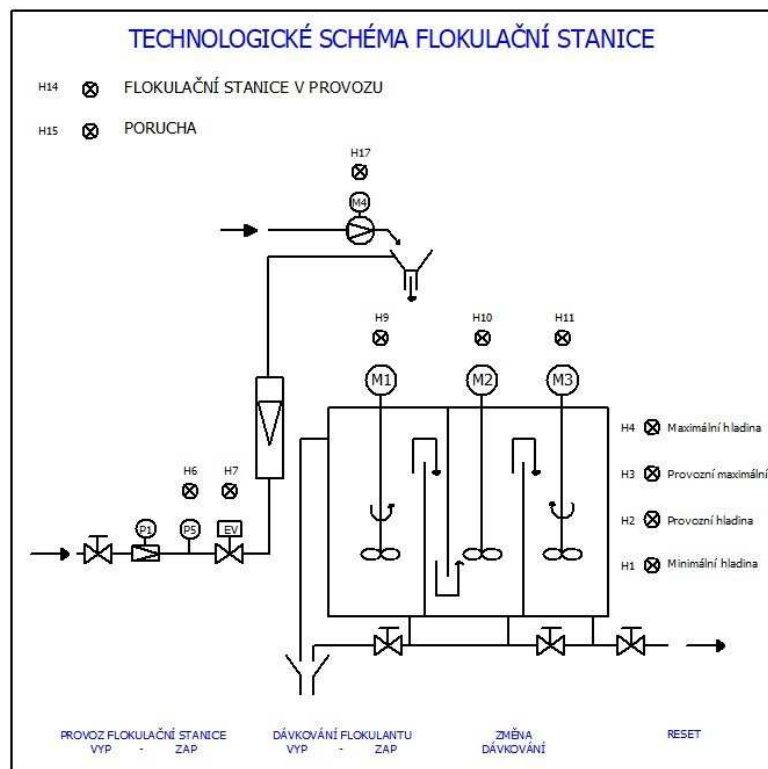 TECHNOLOGICKÉ SCHÉMA FLOKULAČNÍ STANICE
H14 FLOKULAČNÍ STANICE V PROVOZU
H15 PORUCHA
H17
M4
H9 H10 H11
M1 M2 M3
H4 Maximální hladina
H3 Provozní maximální
H6 H7
P1 P5 EV
H2 Provozní hladina
H1 Minimální hladina
PROVOZ FLOKULAČNÍ STANICE DÁVKOVÁNÍ FLOKULANTU ZMĚNA RESET
VYP - ZAP VYP - ZAP DÁVKOVÁNÍ